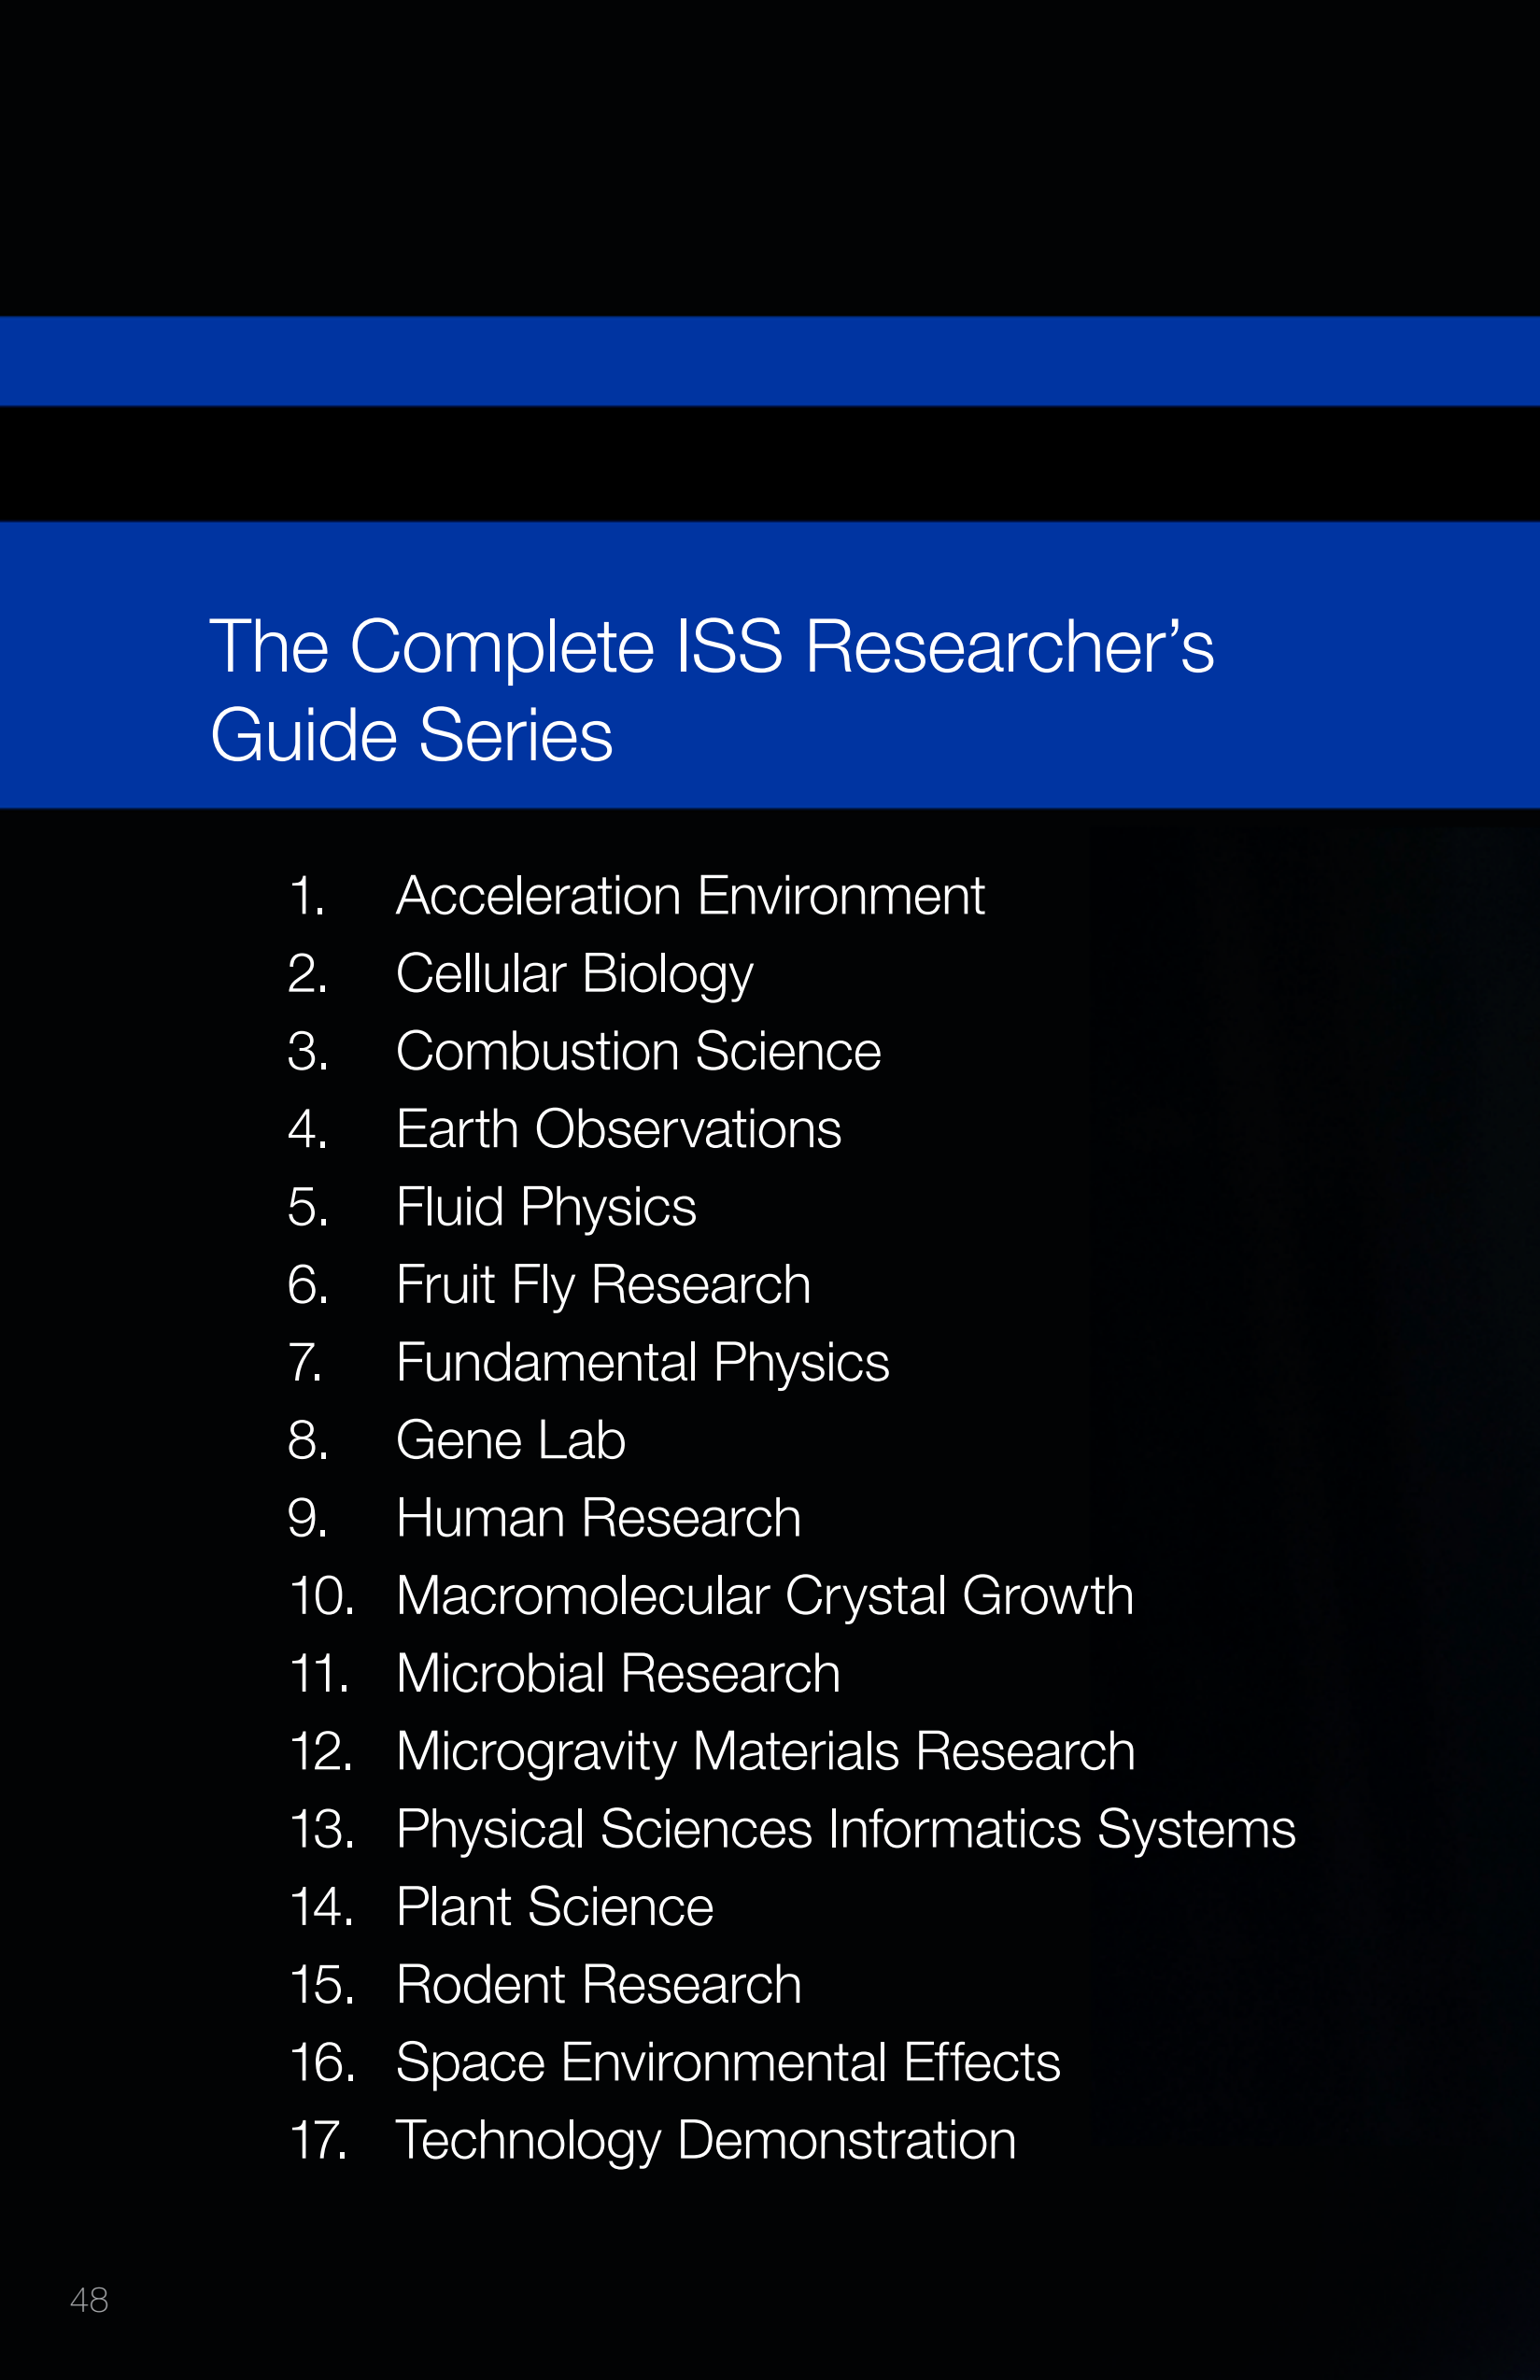 The Complete ISS Researcher’s
Guide Series
1. Acceleration Environment
2. Cellular Biology
3. Combustion Science
4. Earth Observations
5. Fluid Physics
6. Fruit Fly Research
7. Fundamental Physics
8. Gene Lab
9. Human Research
10. Macromolecular Crystal Growth
11. Microbial Research
12. Microgravity Materials Research
13. Physical Sciences Informatics Systems
14. Plant Science
15. Rodent Research
16. Space Environmental Effects
17. Technology Demonstration
48